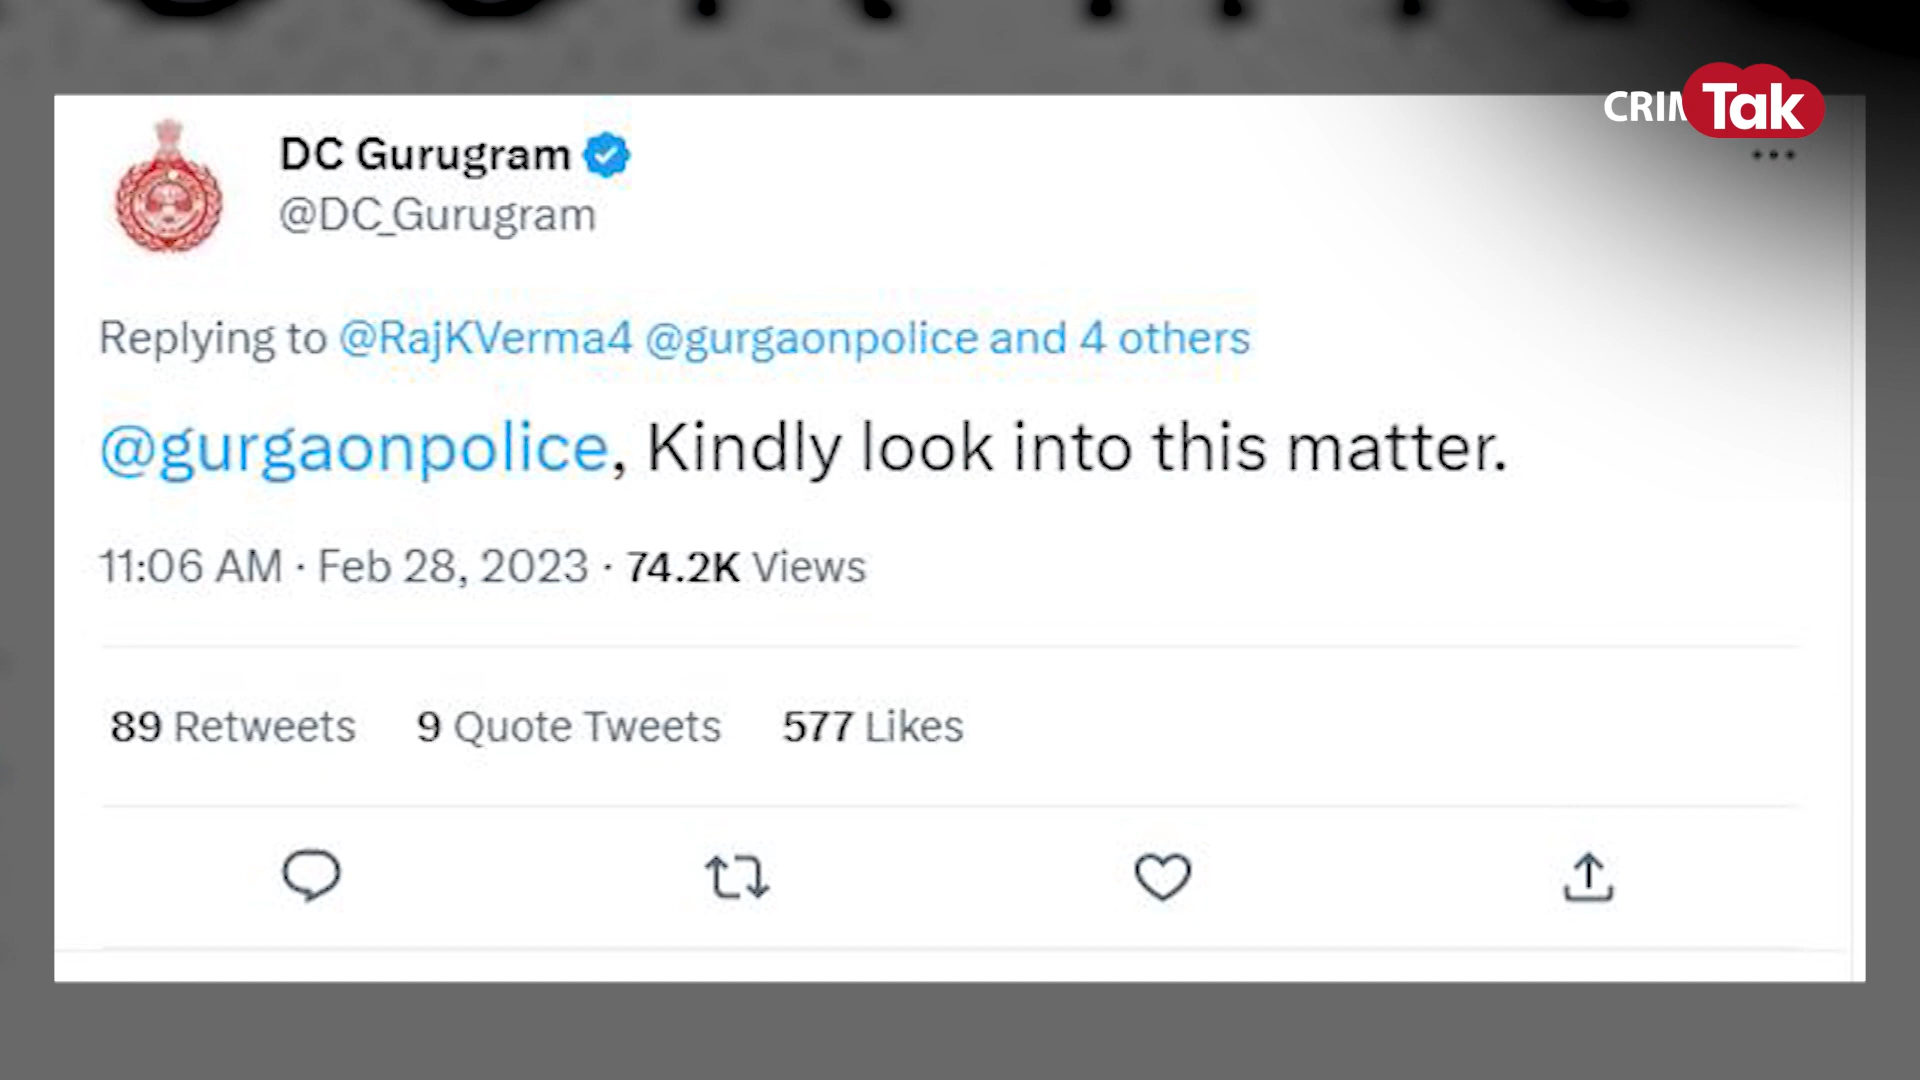 CRIM Tak
DC Gurugram
@DC_Gurugram
Replying to @RajKVerma4 @gurgaonpolice and 4 others
@gurgaonpolice, Kindly look into this matter.
11:06 AM · Feb 28, 2023 · 74.2K Views
89 Retweets 9 Quote Tweets 577 Likes